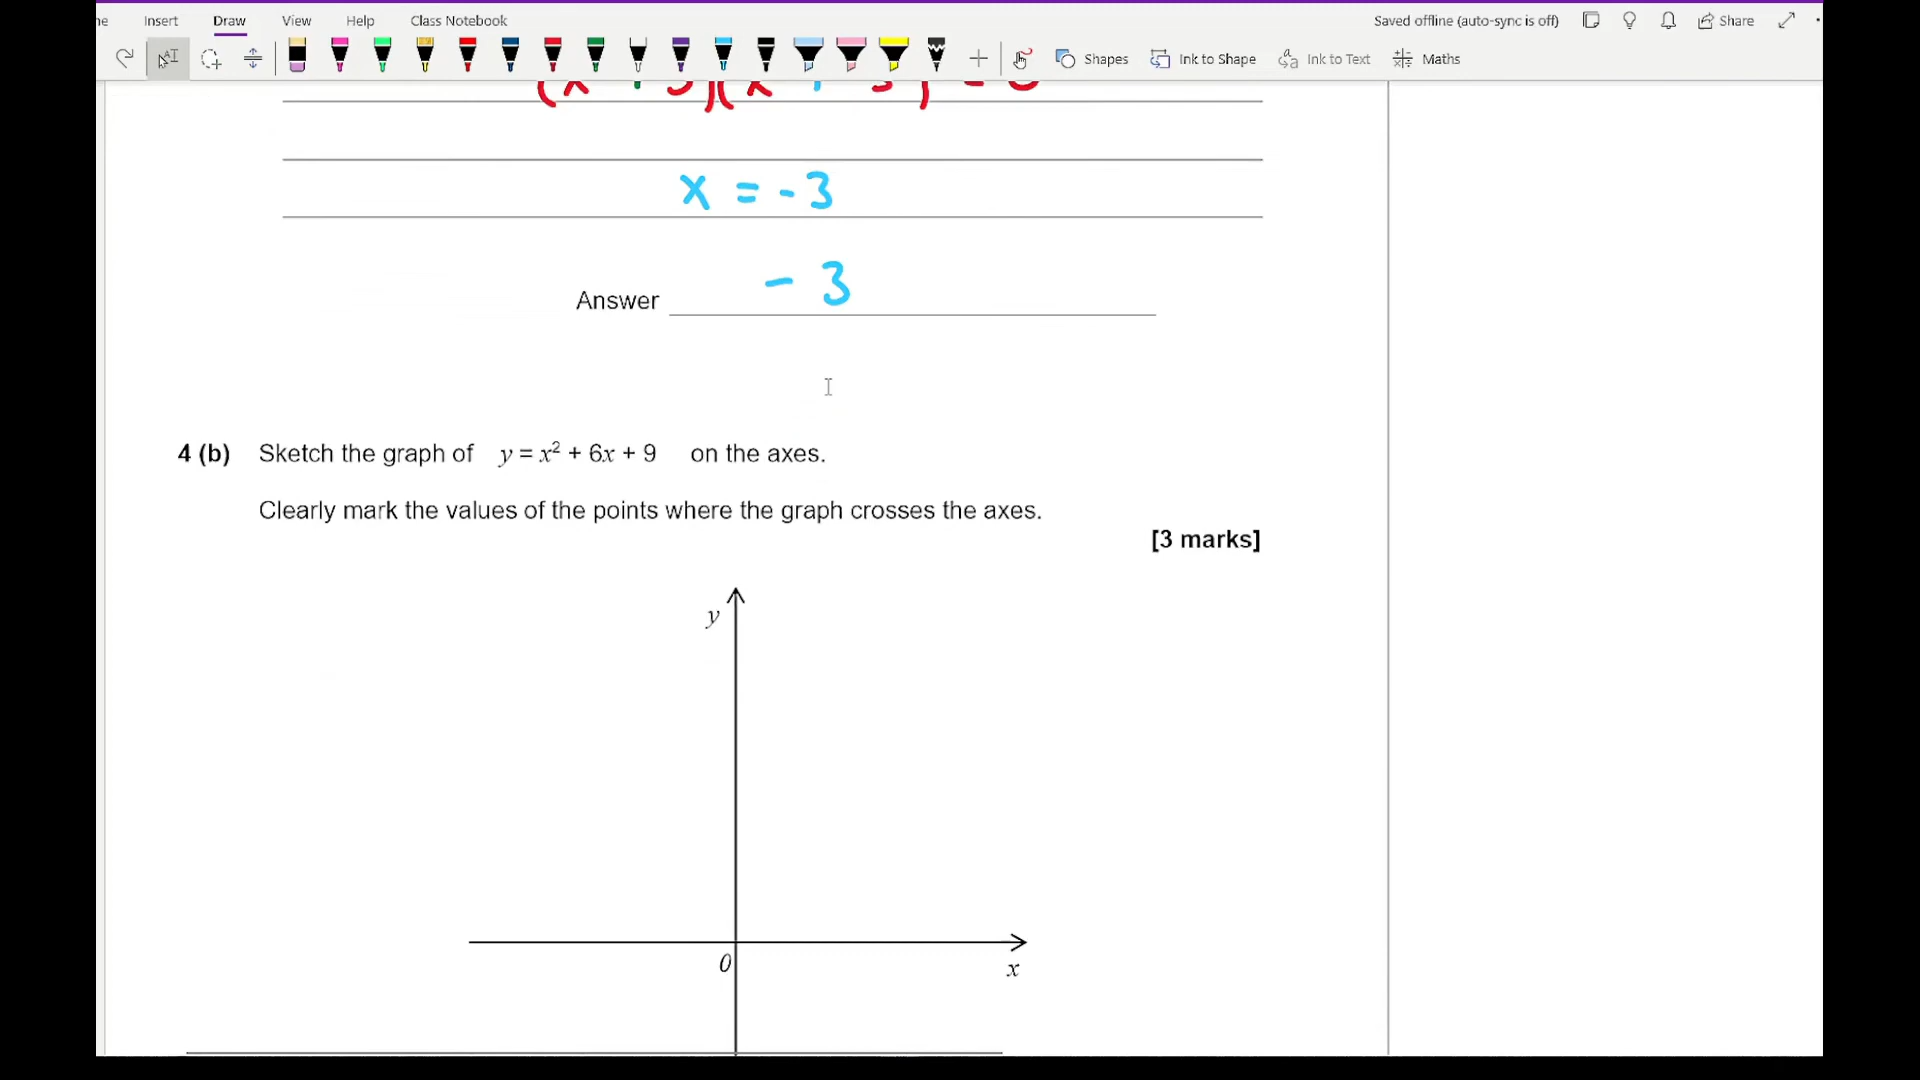 Insert Draw View Help Class Notebook Saved offline (auto-sync is off) Share
Shapes Ink to Shape Ink to Text Maths
x = -3
Answer - 3
4 (b) Sketch the graph of y = x² + 6x + 9 on the axes.
Clearly mark the values of the points where the graph crosses the axes.
[3 marks]
y
0
x